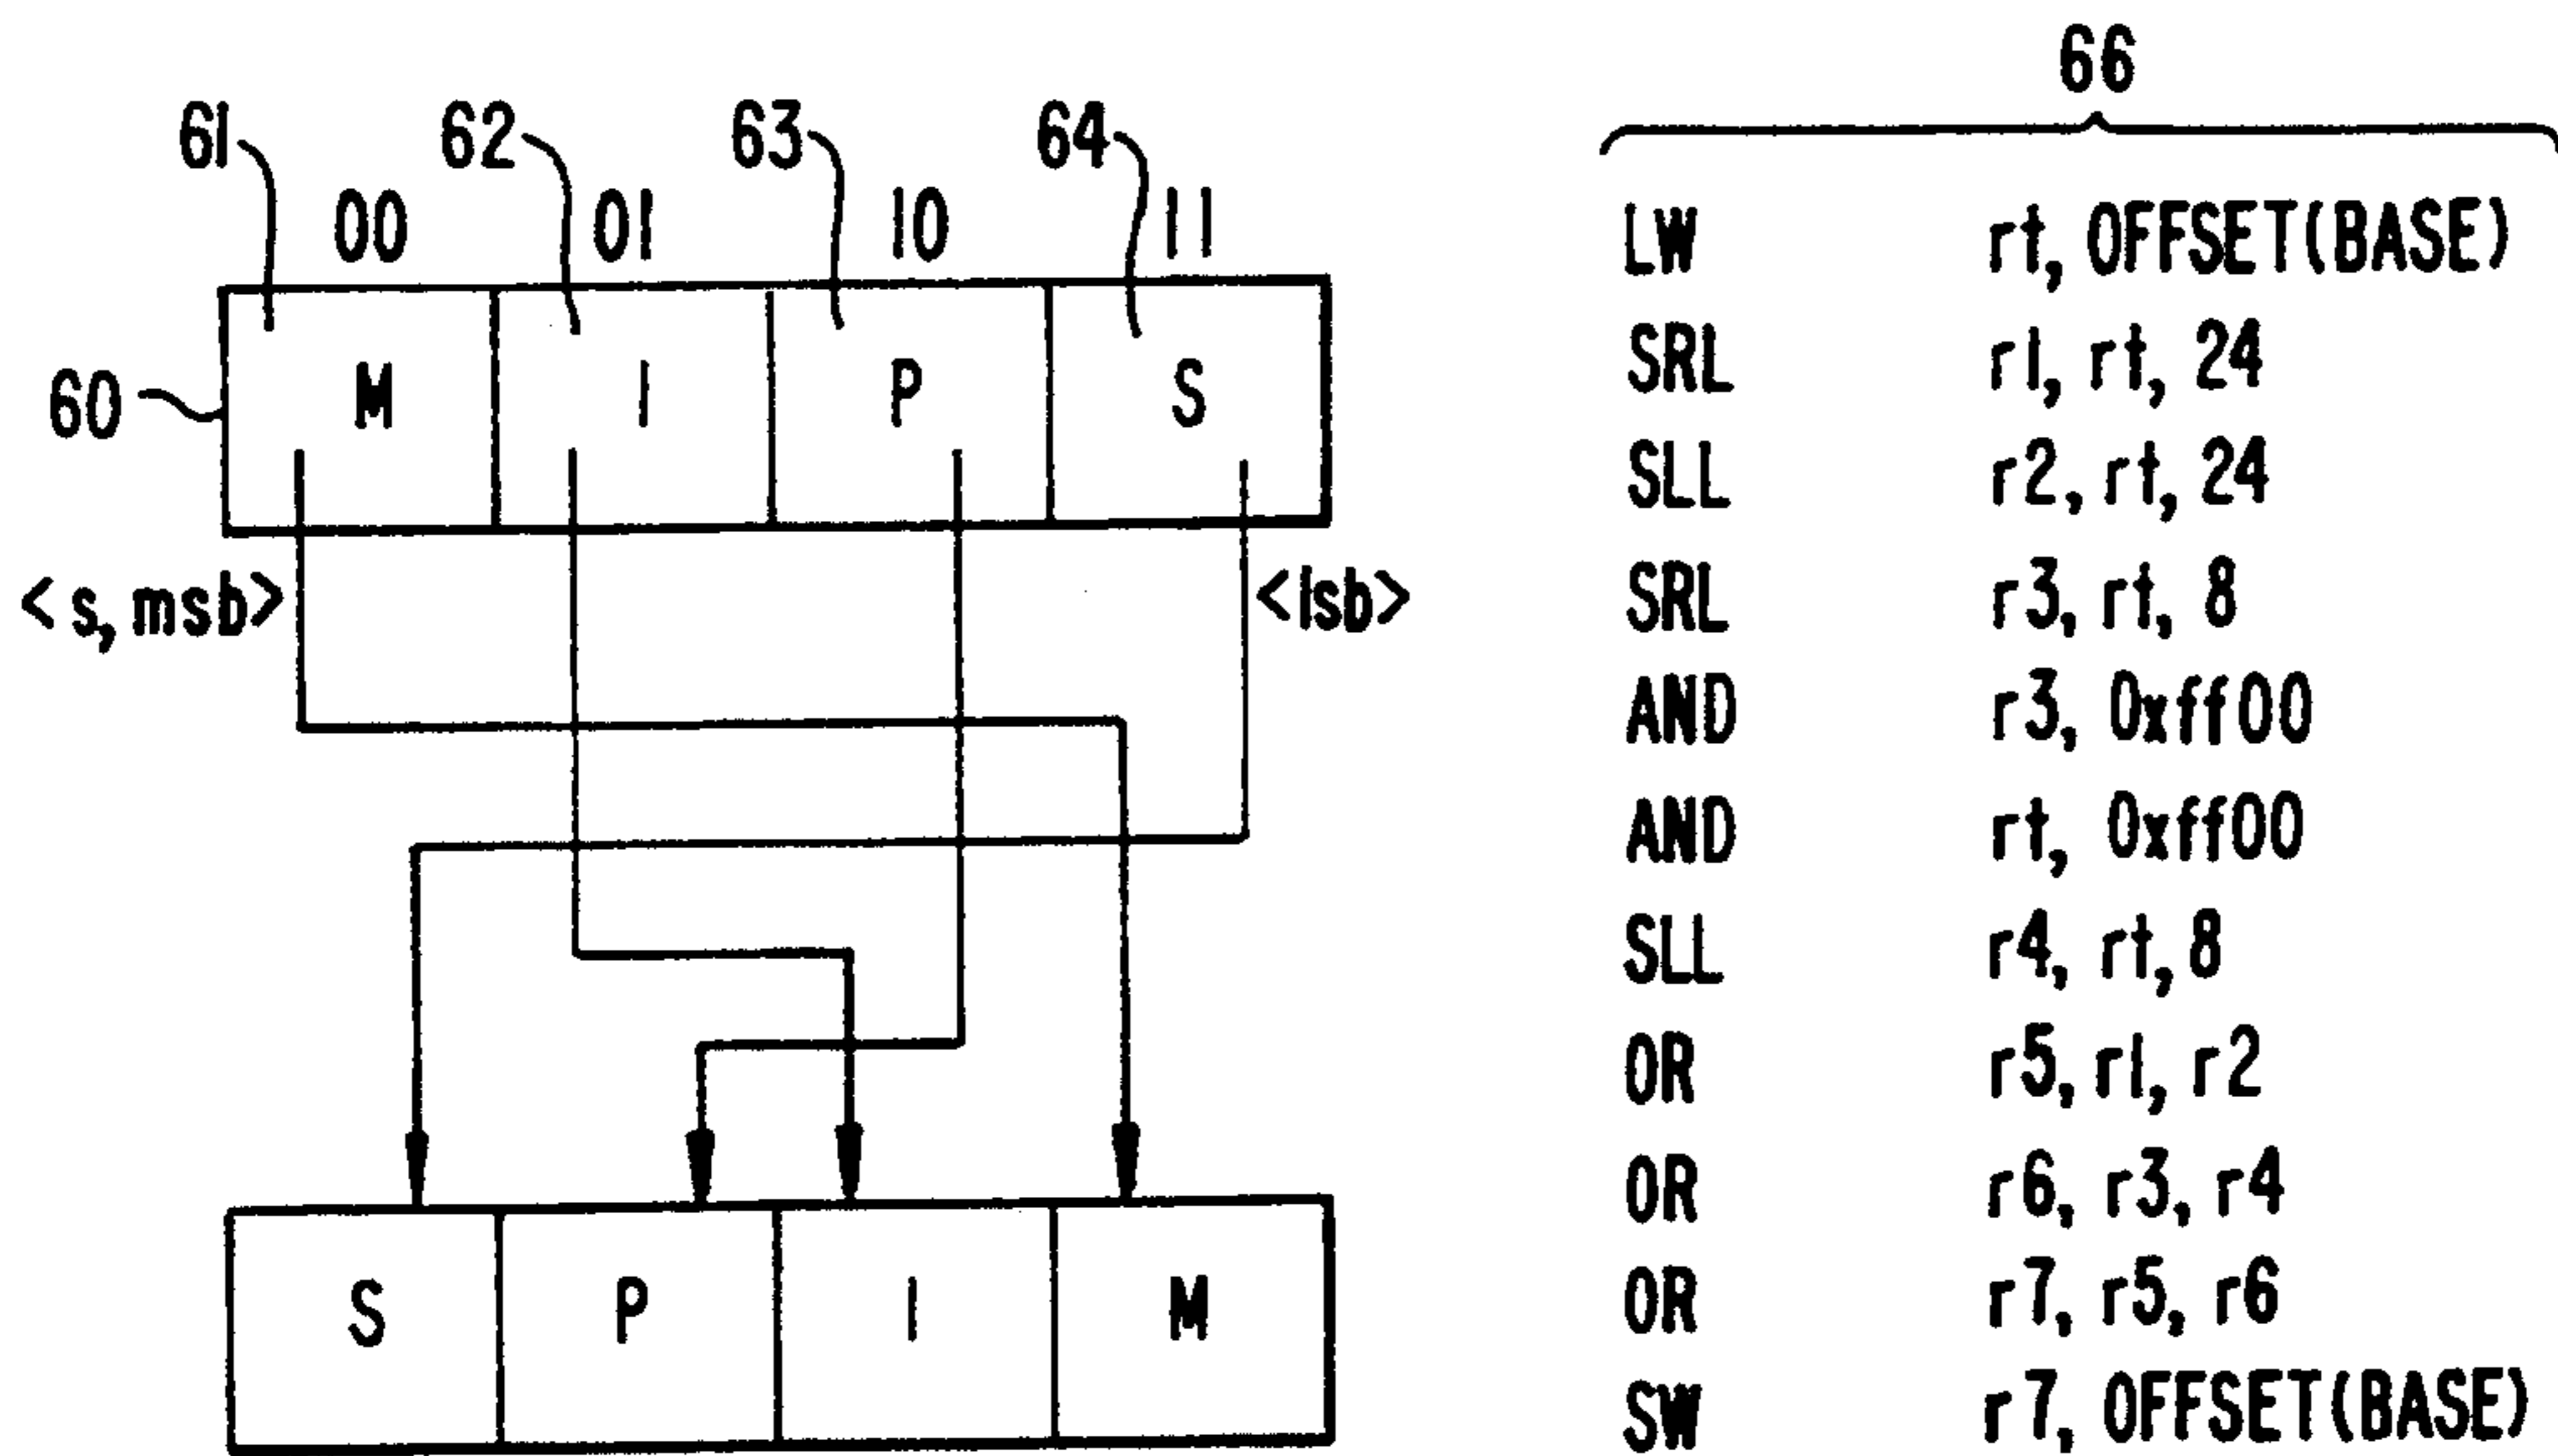 61 62 63 64
00 01 10 11
60
M I P S
<s, msb> <lsb>
S P I M
66
LW rt, OFFSET(BASE)
SRL r1, rt, 24
SLL r2, rt, 24
SRL r3, rt, 8
AND r3, 0xff00
AND rt, 0xff00
SLL r4, rt, 8
OR r5, r1, r2
OR r6, r3, r4
OR r7, r5, r6
SW r7, OFFSET(BASE)